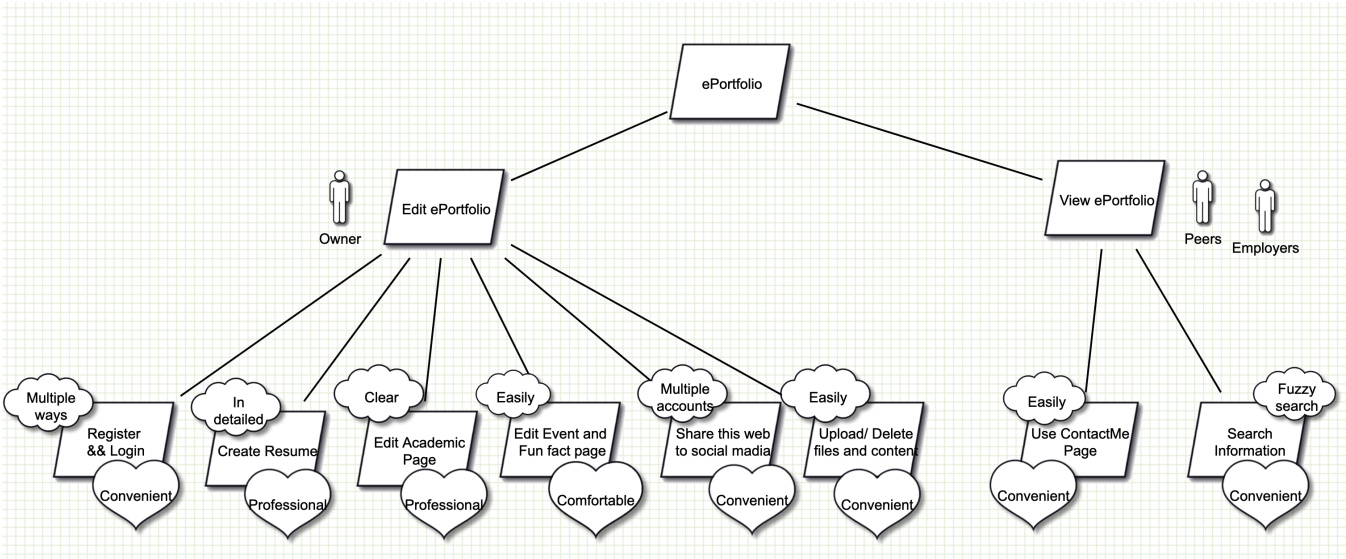 ePortfolio
Edit ePortfolio
Owner
View ePortfolio
Peers
Employers
Multiple
ways
Register
&& Login
Convenient
In
detailed
Create Resume
Professional
Clear
Edit Academic
Page
Professional
Easily
Edit Event and
Fun fact page
Comfortable
Multiple
accounts
Share this web
to social madia
Convenient
Easily
Upload/ Delete
files and content
Convenient
Easily
Use ContactMe
Page
Convenient
Fuzzy
search
Search
Information
Convenient